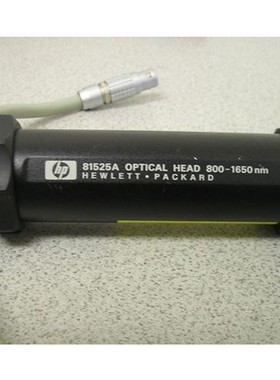 hp 81525A OPTICAL HEAD 800-1650nm
HEWLETT • PACKARD